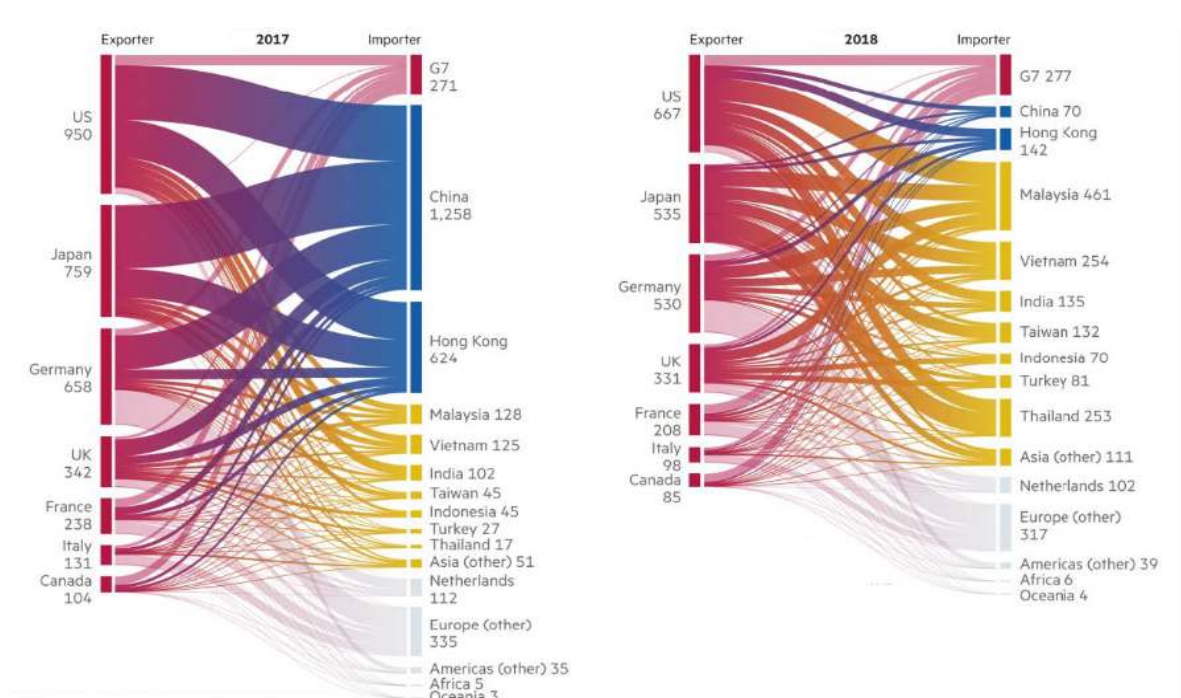 Exporter 2017 Importer
US
950
Japan
759
Germany
658
UK
342
France
238
Italy
131
Canada
104
G7
271
China
1,258
Hong Kong
624
Malaysia 128
Vietnam 125
India 102
Taiwan 45
Indonesia 45
Turkey 27
Thailand 17
Asia (other) 51
Netherlands
112
Europe (other)
335
Americas (other) 35
Africa 5
Oceania 3
Exporter 2018 Importer
US
667
Japan
535
Germany
530
UK
331
France
208
Italy
98
Canada
85
G7 277
China 70
Hong Kong
142
Malaysia 461
Vietnam 254
India 135
Taiwan 132
Indonesia 70
Turkey 81
Thailand 253
Asia (other) 111
Netherlands 102
Europe (other)
317
Americas (other) 39
Africa 6
Oceania 4